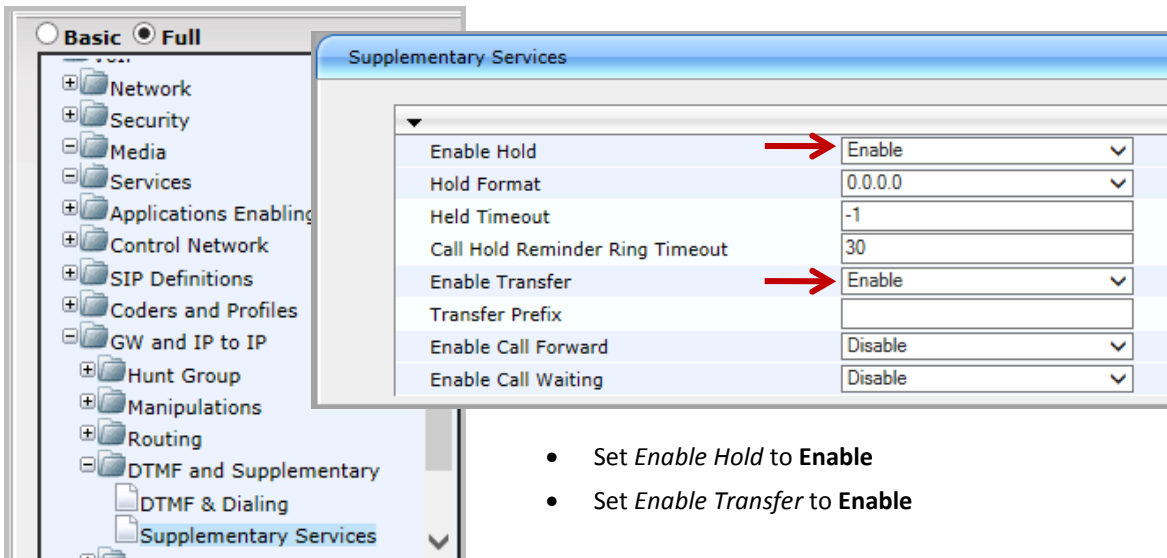 Basic Full
VoIP
Network
Security
Media
Services
Applications Enabling
Control Network
SIP Definitions
Coders and Profiles
GW and IP to IP
Hunt Group
Manipulations
Routing
DTMF and Supplementary
DTMF & Dialing
Supplementary Services
Supplementary Services
Enable Hold Enable
Hold Format 0.0.0.0
Held Timeout -1
Call Hold Reminder Ring Timeout 30
Enable Transfer Enable
Transfer Prefix
Enable Call Forward Disable
Enable Call Waiting Disable
• Set Enable Hold to Enable
• Set Enable Transfer to Enable